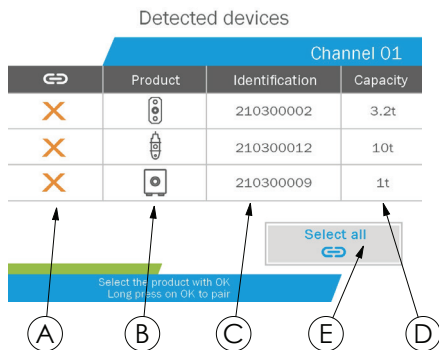 Detected devices
Channel 01
Product Identification Capacity
210300002 3.2t
210300012 10t
210300009 1t
Select all
Select the product with OK
Long press on OK to pair
A B C E D